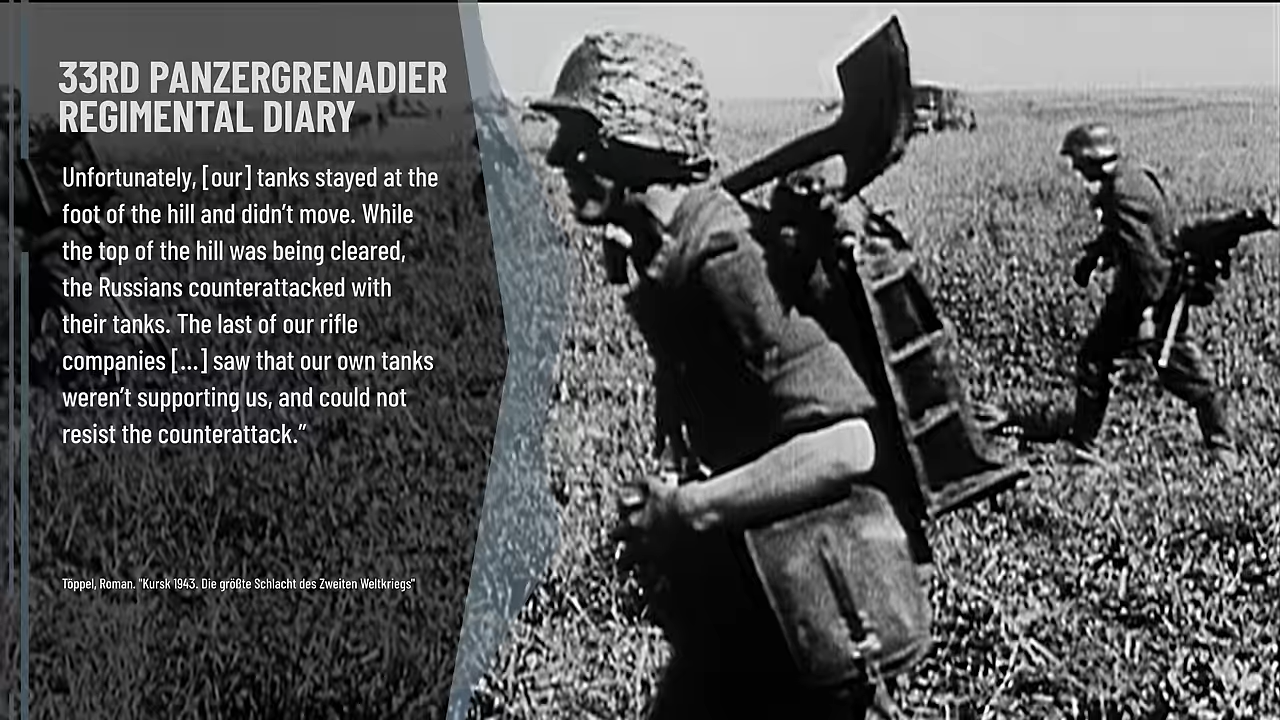 33RD PANZERGRENADIER
REGIMENTAL DIARY
Unfortunately, [our] tanks stayed at the
foot of the hill and didn't move. While
the top of the hill was being cleared,
the Russians counterattacked with
their tanks. The last of our rifle
companies [...] saw that our own tanks
weren't supporting us, and could not
resist the counterattack.”
Töppel, Roman. "Kursk 1943. Die größte Schlacht des Zweiten Weltkriegs"